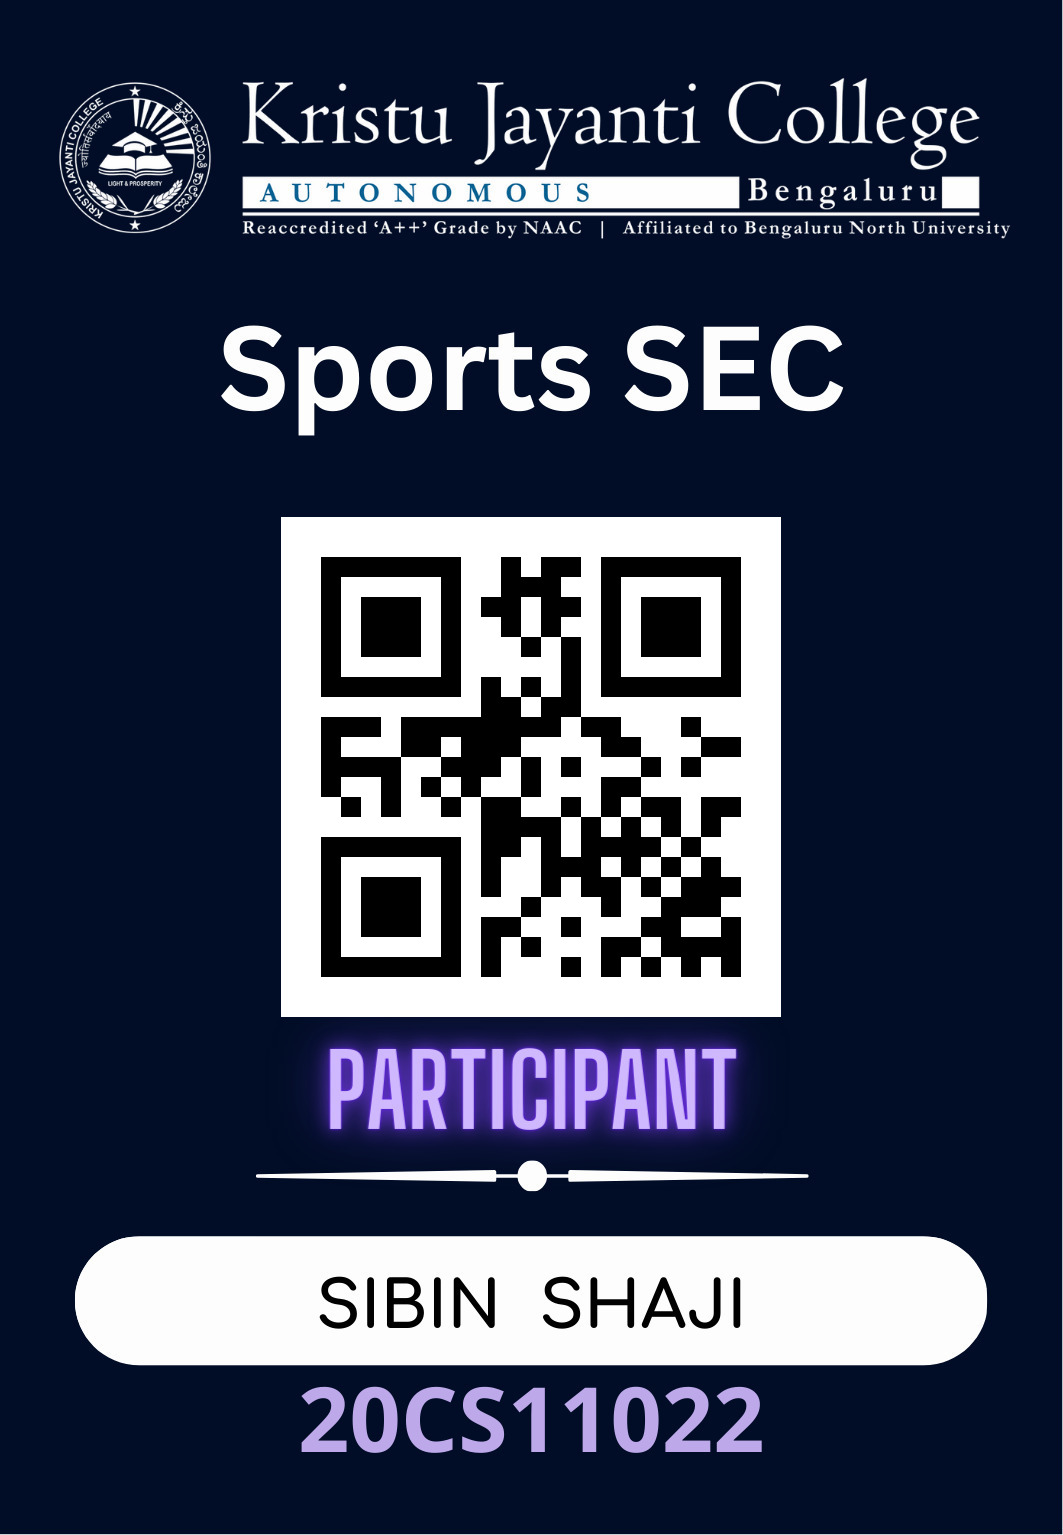 KRISTU JAYANTI COLLEGE
LIGHT & PROSPERITY
Kristu Jayanti College
AUTONOMOUS Bengaluru
Reaccredited ‘A++’ Grade by NAAC | Affiliated to Bengaluru North University
Sports SEC
PARTICIPANT
SIBIN SHAJI
20CS11022